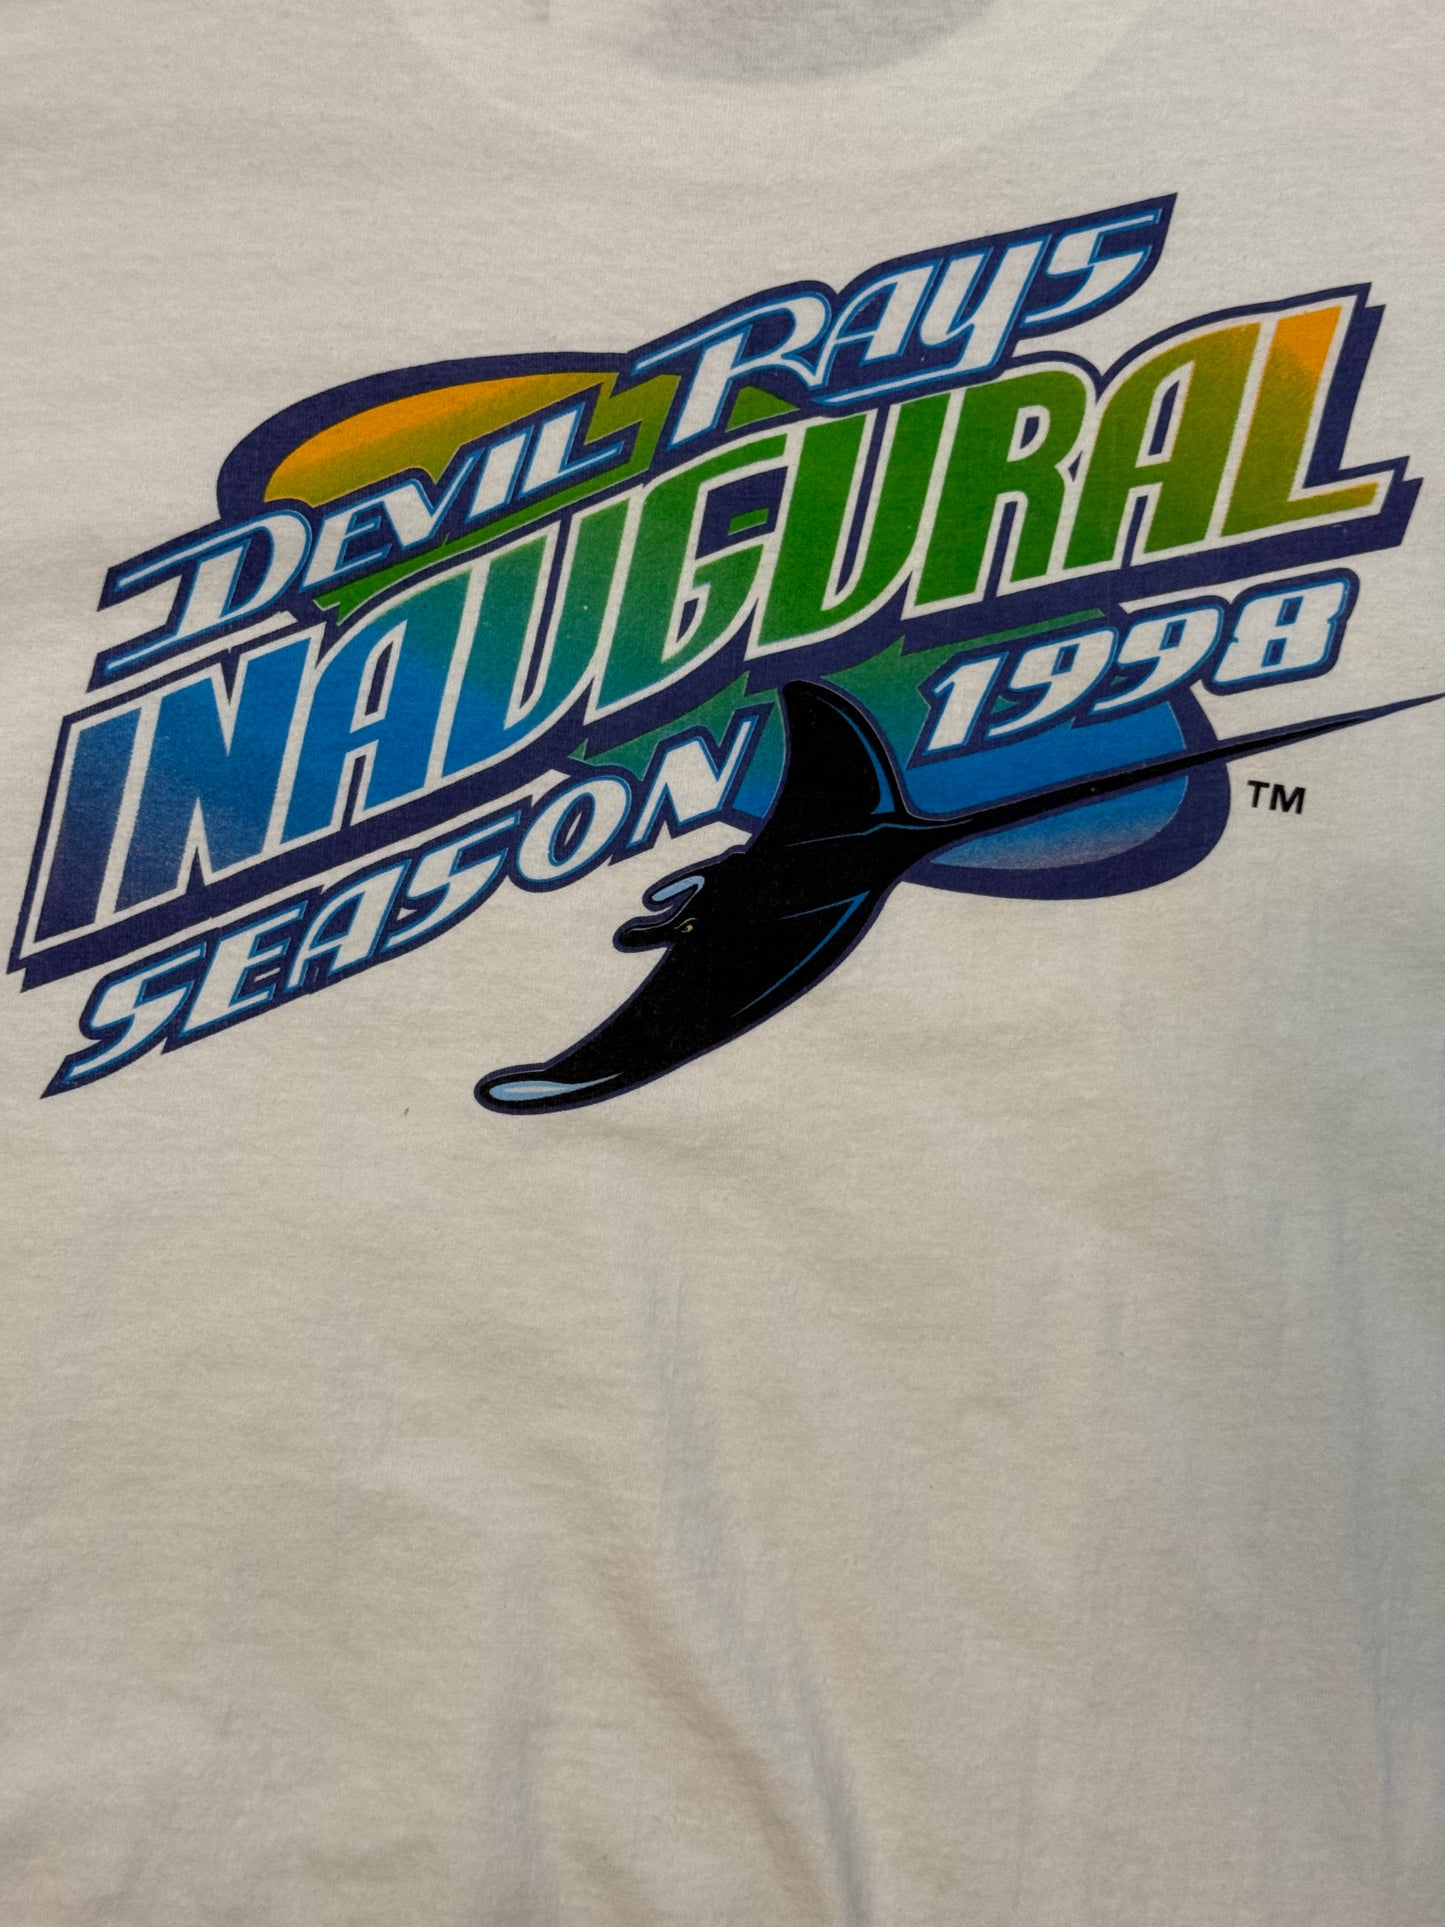 DEVIL RAYS
INAUGURAL
SEASON 1998
TM